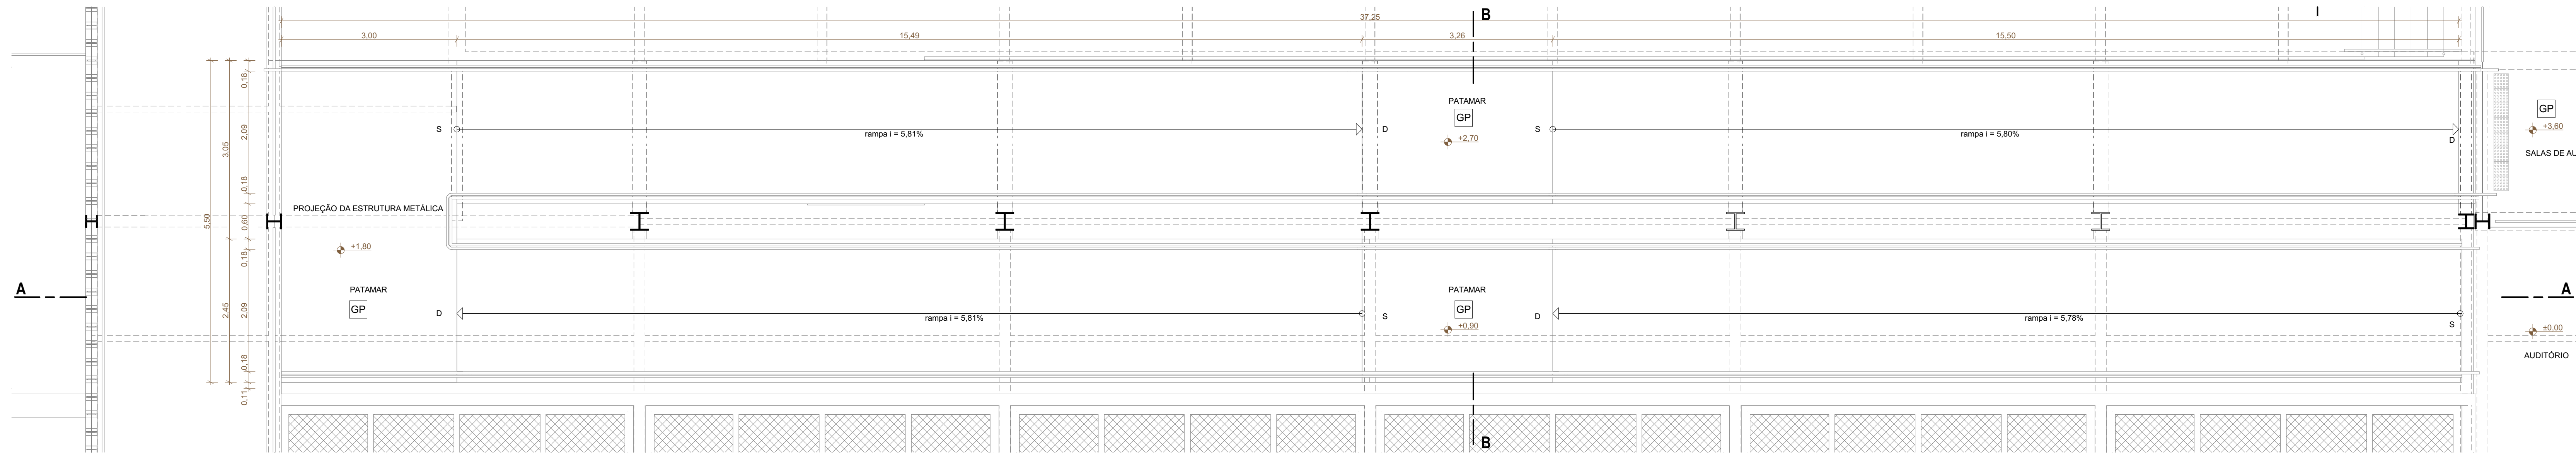 B
37,25
3,00
15,49
3,26
15,50
0,18
PATAMAR
GP
GP
S
rampa i = 5,81%
D
+2,70
S
rampa i = 5,80%
D
+3,60
2,09
3,05
SALAS DE AU
0,18
PROJEÇÃO DA ESTRUTURA METÁLICA
5,50
0,60
+1,80
0,18
A
PATAMAR
PATAMAR
A
GP
GP
2,45
2,09
D
rampa i = 5,81%
S
+0,90
D
rampa i = 5,78%
S
±0,00
AUDITÓRIO
0,18
0,11
B